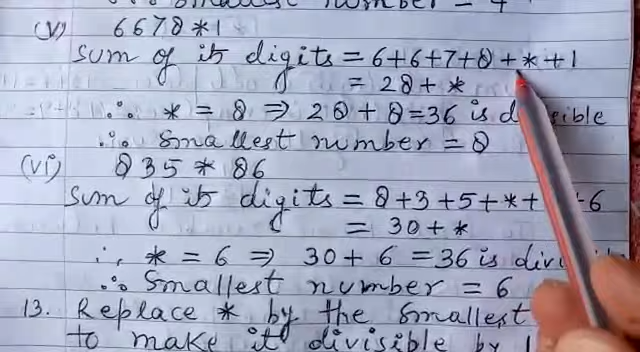 (v) 6678*1
Sum of its digits = 6+6+7+8+*+1
= 28+*
∴ * = 8 ⇒ 28+8=36 is divisible
∴ Smallest number = 8
(vi) 835*86
Sum of its digits = 8+3+5+*+ +6
= 30+*
∴ * = 6 ⇒ 30+6=36 is
∴ Smallest number = 6
13. Replace * by the smallest
to make it divisible by